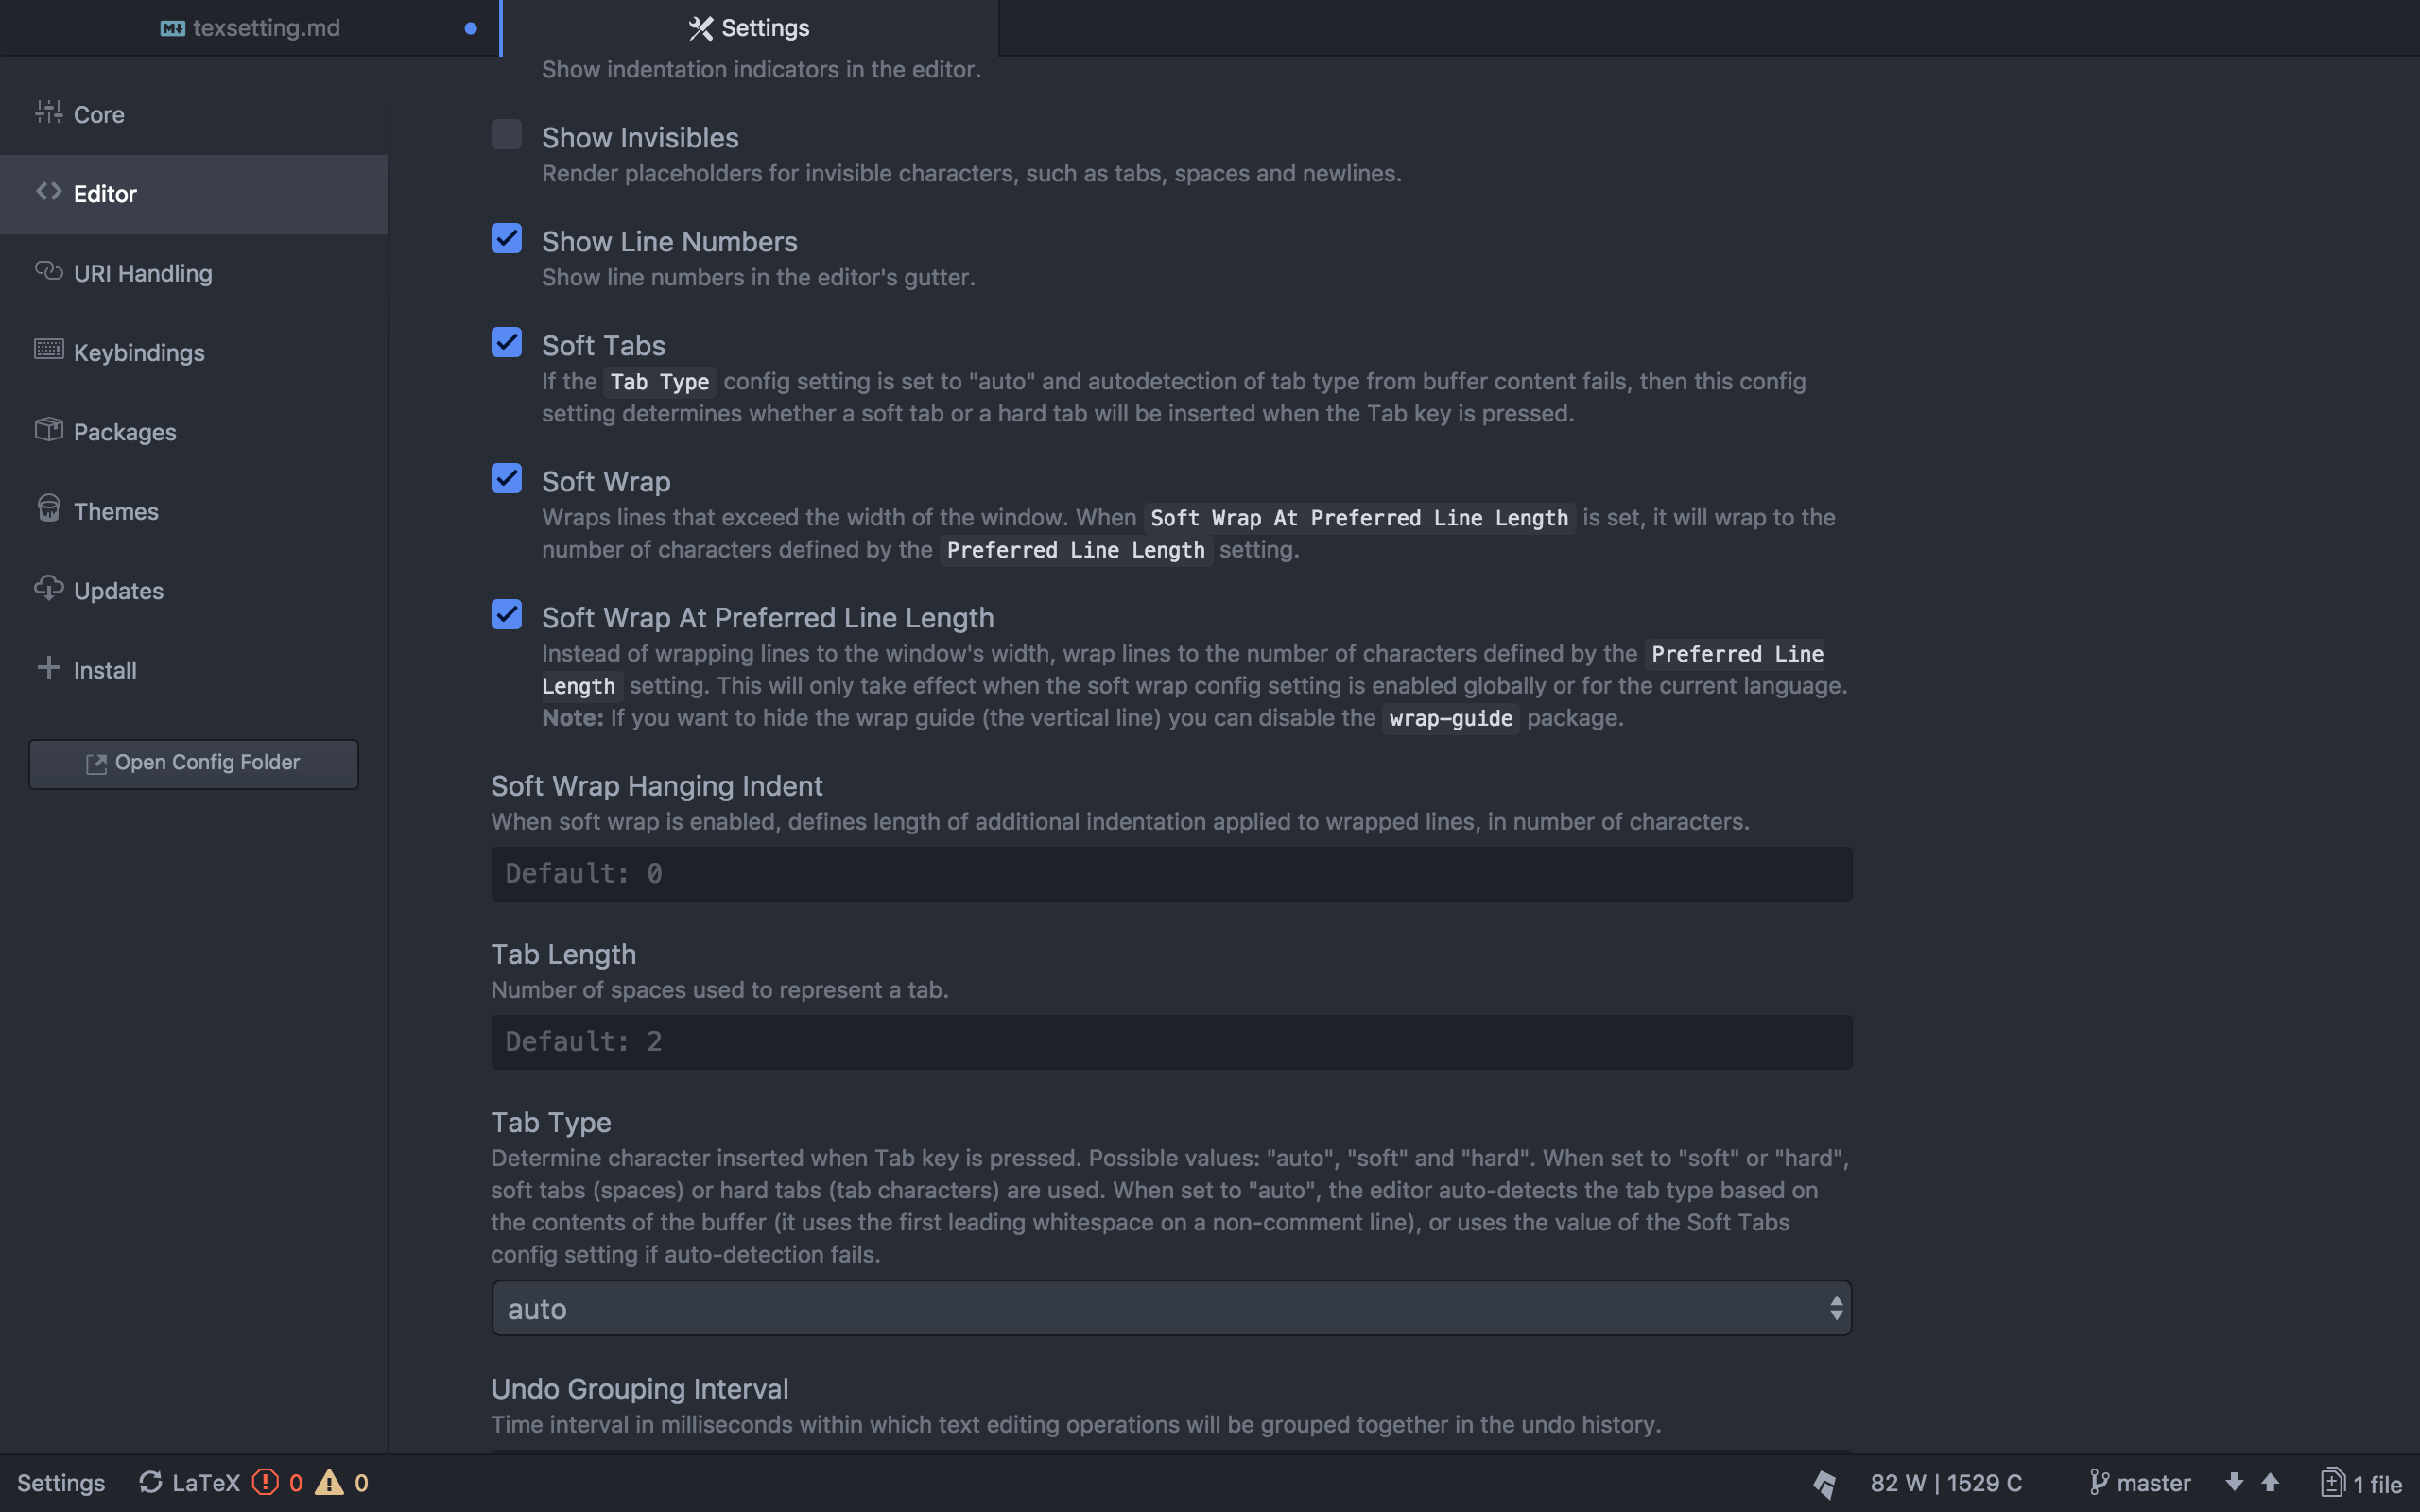 texsetting.md
Settings
Core
Editor
URI Handling
Keybindings
Packages
Themes
Updates
Install
Open Config Folder
Show indentation indicators in the editor.
Show Invisibles
Render placeholders for invisible characters, such as tabs, spaces and newlines.
Show Line Numbers
Show line numbers in the editor's gutter.
Soft Tabs
If the Tab Type config setting is set to "auto" and autodetection of tab type from buffer content fails, then this config
setting determines whether a soft tab or a hard tab will be inserted when the Tab key is pressed.
Soft Wrap
Wraps lines that exceed the width of the window. When Soft Wrap At Preferred Line Length is set, it will wrap to the
number of characters defined by the Preferred Line Length setting.
Soft Wrap At Preferred Line Length
Instead of wrapping lines to the window's width, wrap lines to the number of characters defined by the Preferred Line
Length setting. This will only take effect when the soft wrap config setting is enabled globally or for the current language.
Note: If you want to hide the wrap guide (the vertical line) you can disable the wrap-guide package.
Soft Wrap Hanging Indent
When soft wrap is enabled, defines length of additional indentation applied to wrapped lines, in number of characters.
Default: 0
Tab Length
Number of spaces used to represent a tab.
Default: 2
Tab Type
Determine character inserted when Tab key is pressed. Possible values: "auto", "soft" and "hard". When set to "soft" or "hard",
soft tabs (spaces) or hard tabs (tab characters) are used. When set to "auto", the editor auto-detects the tab type based on
the contents of the buffer (it uses the first leading whitespace on a non-comment line), or uses the value of the Soft Tabs
config setting if auto-detection fails.
auto
Undo Grouping Interval
Time interval in milliseconds within which text editing operations will be grouped together in the undo history.
Settings LaTeX 0 0 82 W | 1529 C master 1 file